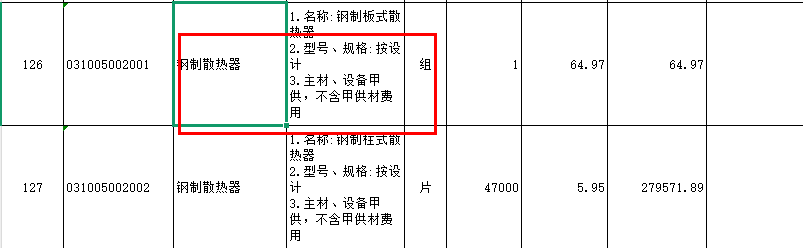 1.名称:钢制板式散
热器
2.型号、规格:按设
计
3.主材、设备甲
供，不含甲供材费
用
126 031005002001 钢制散热器 组 1 64.97 64.97
1.名称:钢制柱式散
热器
2.型号、规格:按设
计
3.主材、设备甲
供，不含甲供材费
用
127 031005002002 钢制散热器 片 47000 5.95 279571.89